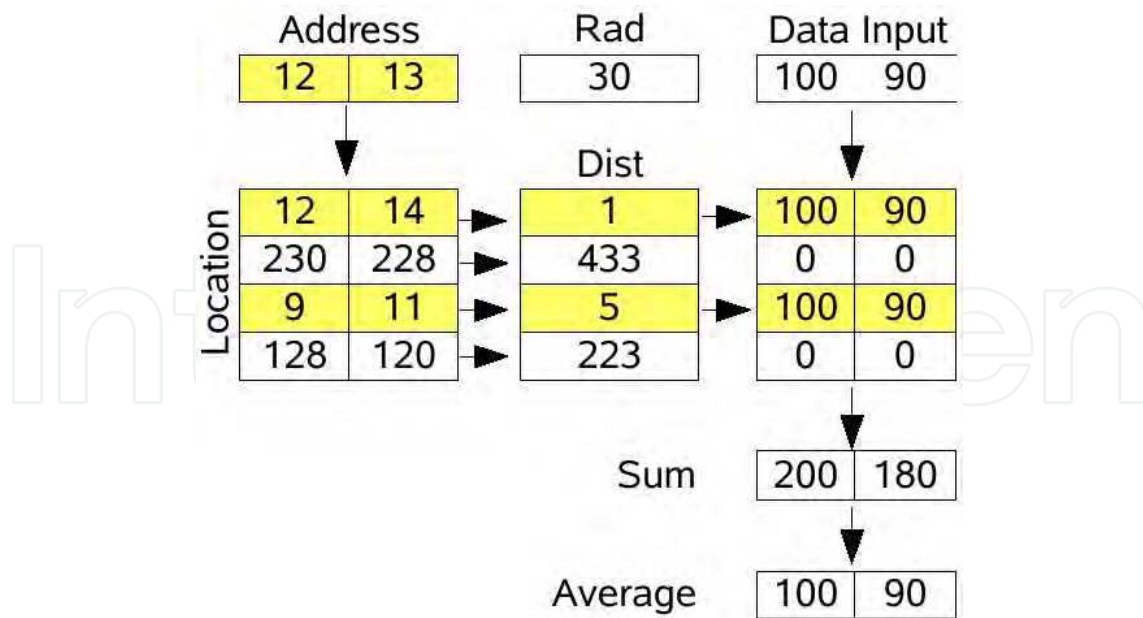 Address Rad Data Input
12 13 30 100 90
Dist
Location
12 14 1 100 90
230 228 433 0 0
9 11 5 100 90
128 120 223 0 0
Sum 200 180
Average 100 90